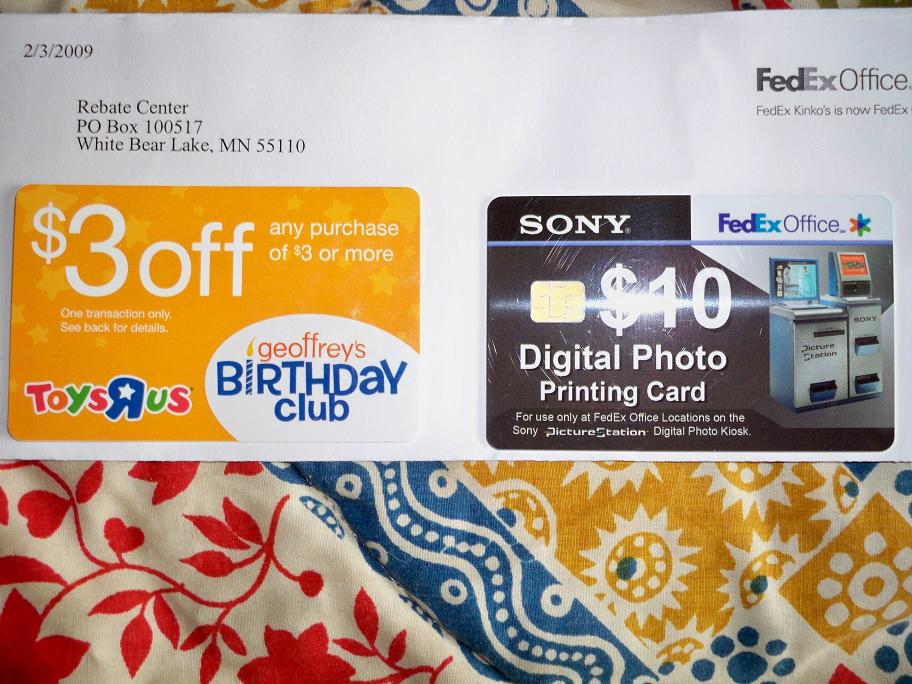 2/3/2009
Rebate Center
PO Box 100517
White Bear Lake, MN 55110
FedEx Office
FedEx Kinko's is now FedEx
$3 off
any purchase
of $3 or more
One transaction only.
See back for details.
ToysRus
geoffrey's
BIRTHDAY
club
SONY
FedEx Office
$10
Digital Photo
Printing Card
For use only at FedEx Office Locations on the
Sony PictureStation Digital Photo Kiosk.
SONY
Picture
Station